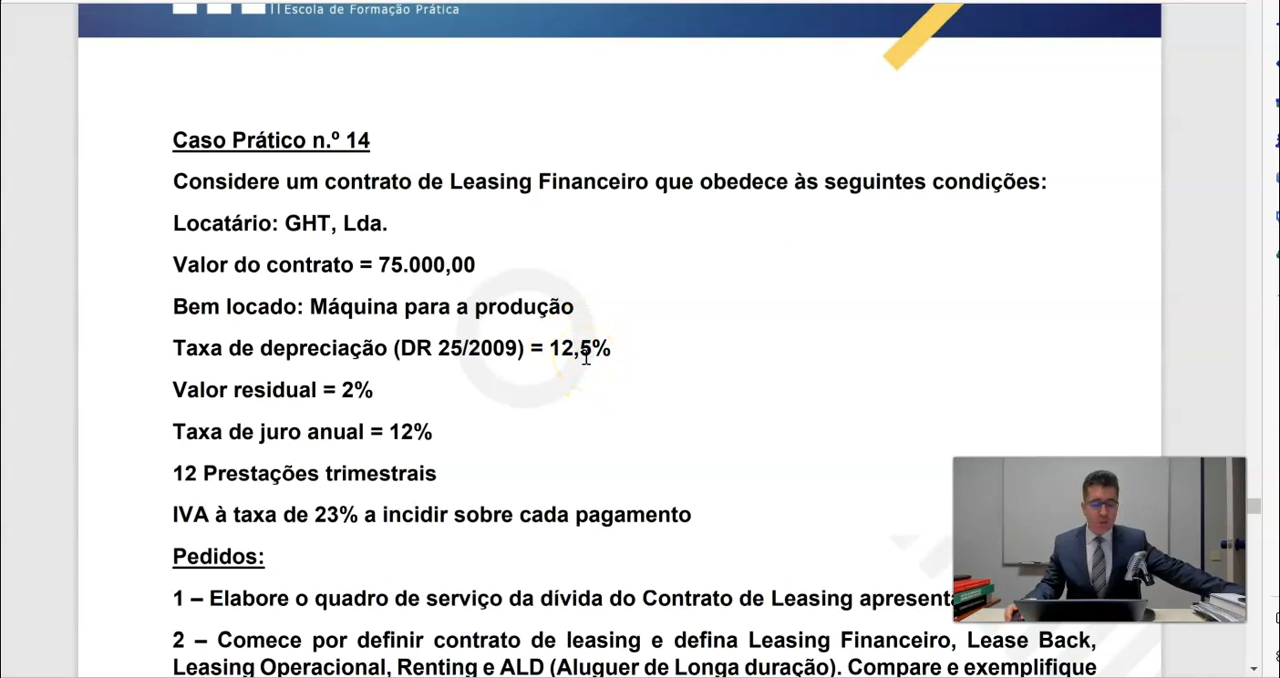 Escola de Formação Prática
Caso Prático n.º 14
Considere um contrato de Leasing Financeiro que obedece às seguintes condições:
Locatário: GHT, Lda.
Valor do contrato = 75.000,00
Bem locado: Máquina para a produção
Taxa de depreciação (DR 25/2009) = 12,5%
Valor residual = 2%
Taxa de juro anual = 12%
12 Prestações trimestrais
IVA à taxa de 23% a incidir sobre cada pagamento
Pedidos:
1 – Elabore o quadro de serviço da dívida do Contrato de Leasing
2 – Comece por definir contrato de leasing e defina Leasing Financeiro, Lease Back,
Leasing Operacional, Renting e ALD (Aluguer de Longa duração). Compare e exemplifique